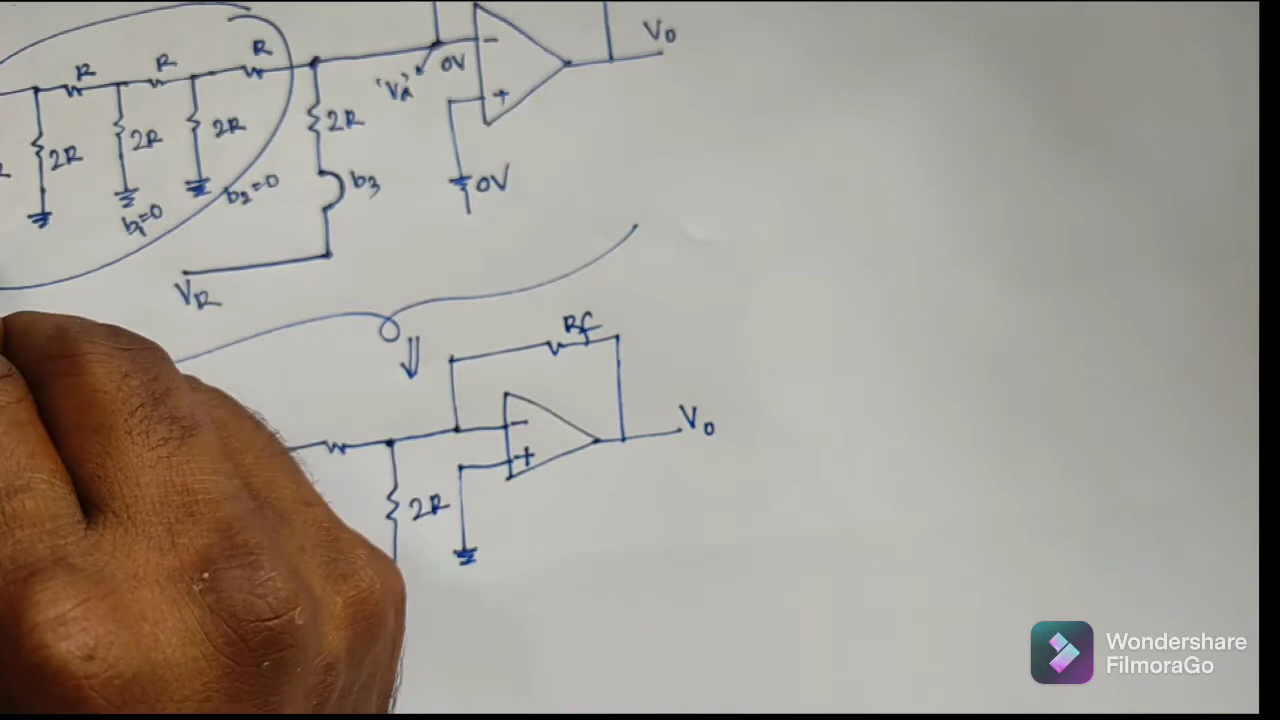 R R R
2R 2R 2R 2R
b1=0 b2=0 b3
"VA" 0V
-
+
V0
0V
VR
⇓
Rf
-
+
V0
2R
Wondershare
FilmoraGo